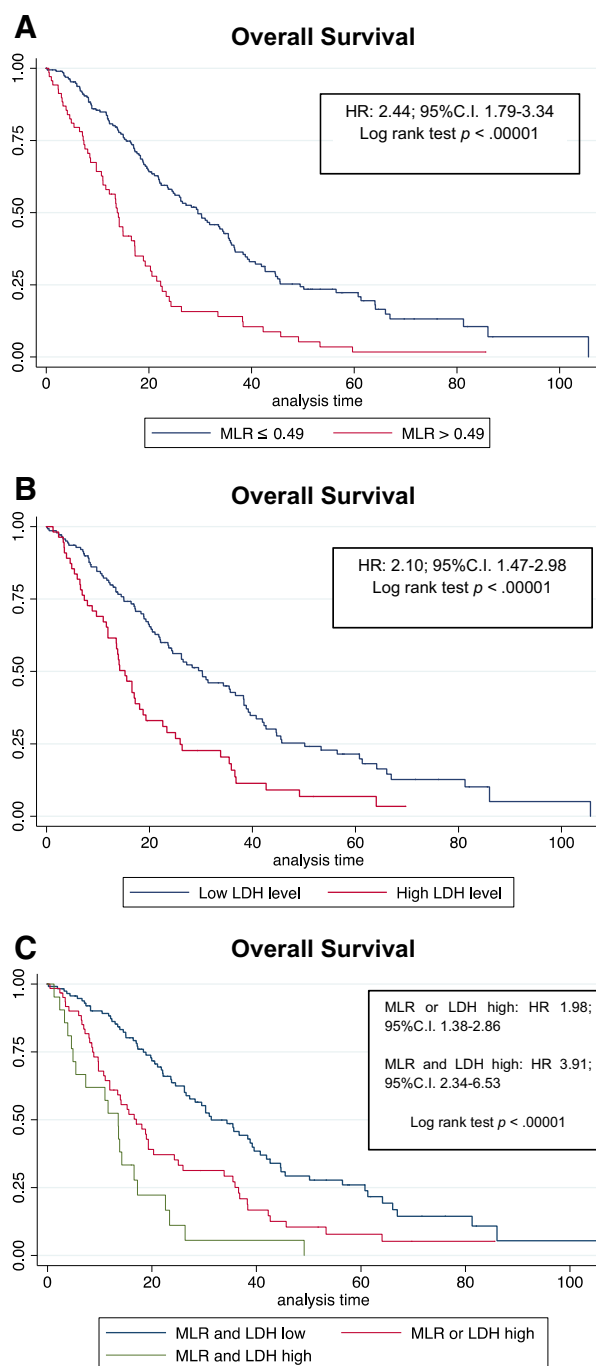 A
Overall Survival
1.00
0.75
0.50
0.25
0.00
HR: 2.44; 95%C.I. 1.79-3.34
Log rank test p < .00001
0 20 40 60 80 100
analysis time
MLR ≤ 0.49 MLR > 0.49
B
Overall Survival
1.00
0.75
0.50
0.25
0.00
HR: 2.10; 95%C.I. 1.47-2.98
Log rank test p < .00001
0 20 40 60 80 100
analysis time
Low LDH level High LDH level
C
Overall Survival
1.00
0.75
0.50
0.25
0.00
MLR or LDH high: HR 1.98;
95%C.I. 1.38-2.86
MLR and LDH high: HR 3.91;
95%C.I. 2.34-6.53
Log rank test p < .00001
0 20 40 60 80 100
analysis time
MLR and LDH low MLR or LDH high
MLR and LDH high